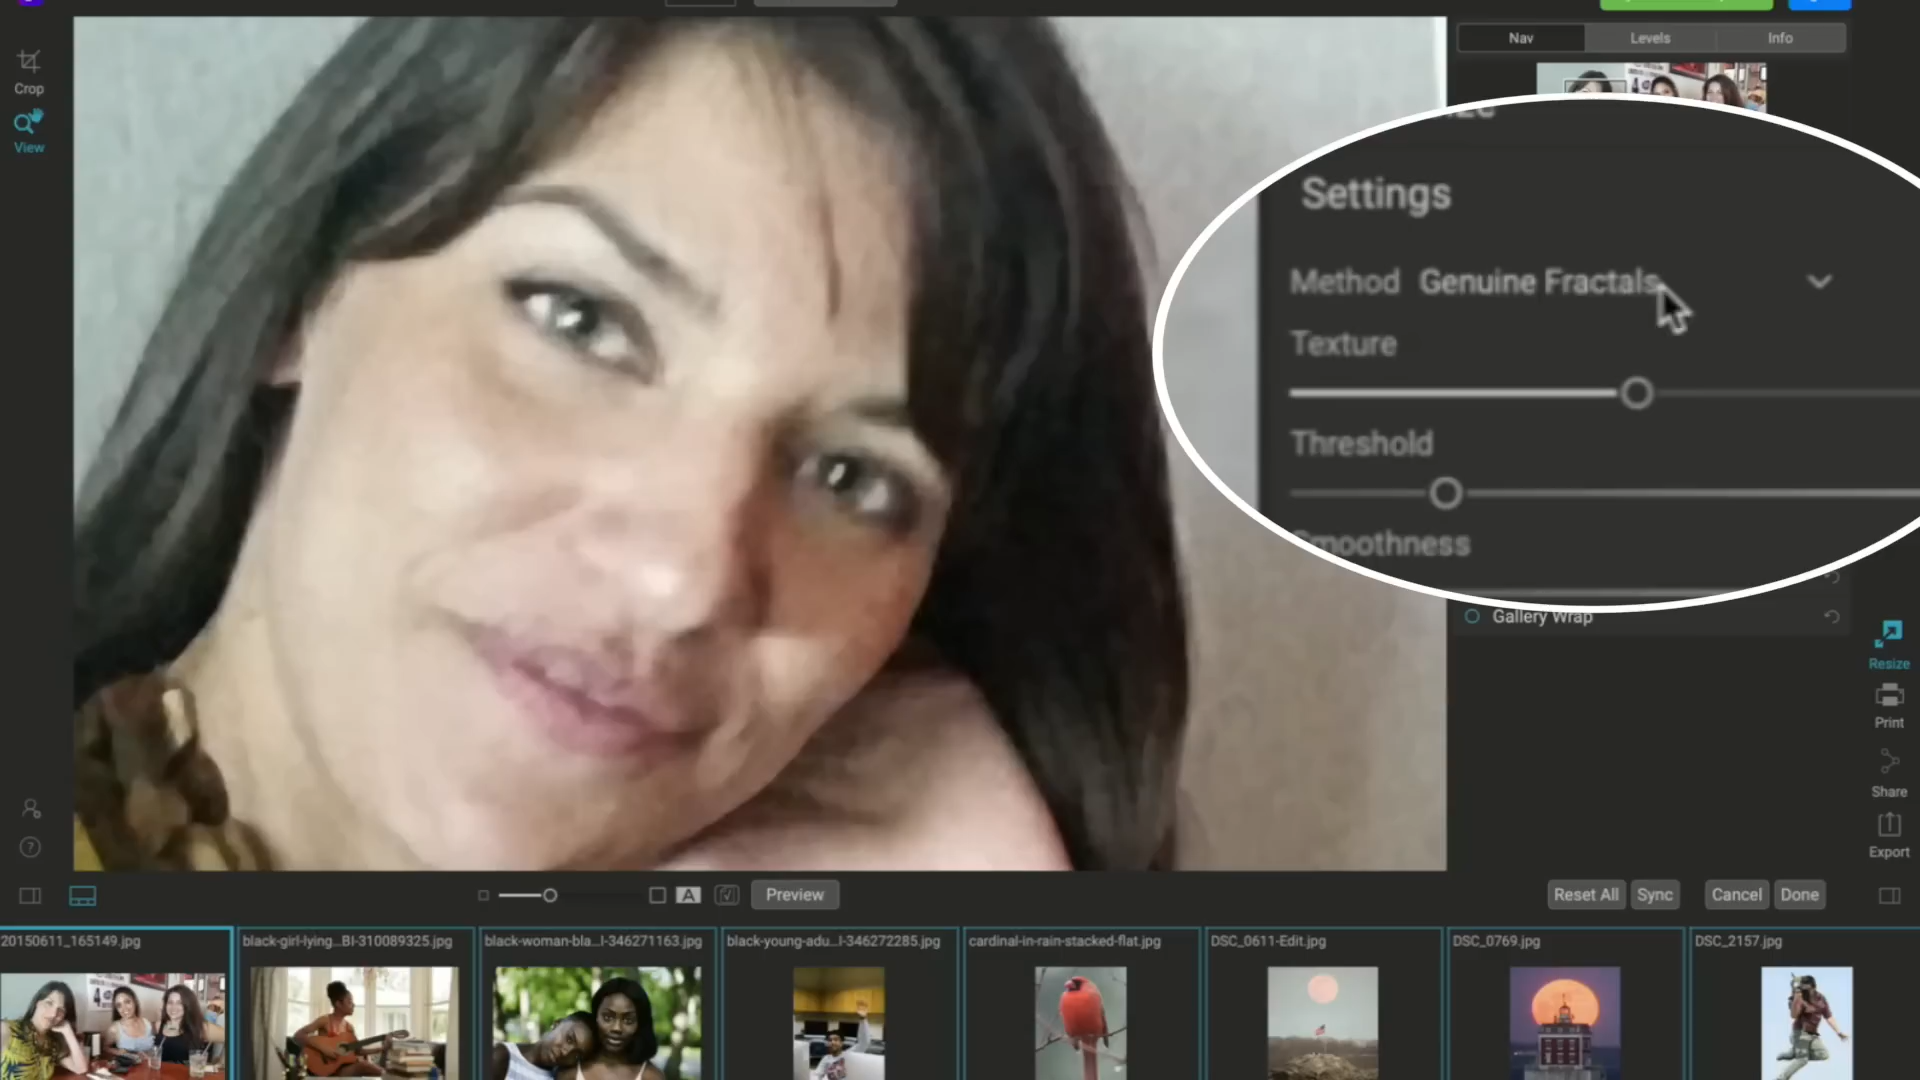 Nav
Levels
Info
Crop
View
Settings
Method Genuine Fractals
Texture
Threshold
Smoothness
Gallery Wrap
Resize
Print
Share
Export
A
Preview
Reset All
Sync
Cancel
Done
20150611_165149.jpg
black-girl-lying...BI-310089325.jpg
black-woman-bla...I-346271163.jpg
black-young-adu...I-346272285.jpg
cardinal-in-rain-stacked-flat.jpg
DSC_0611-Edit.jpg
DSC_0769.jpg
DSC_2157.jpg